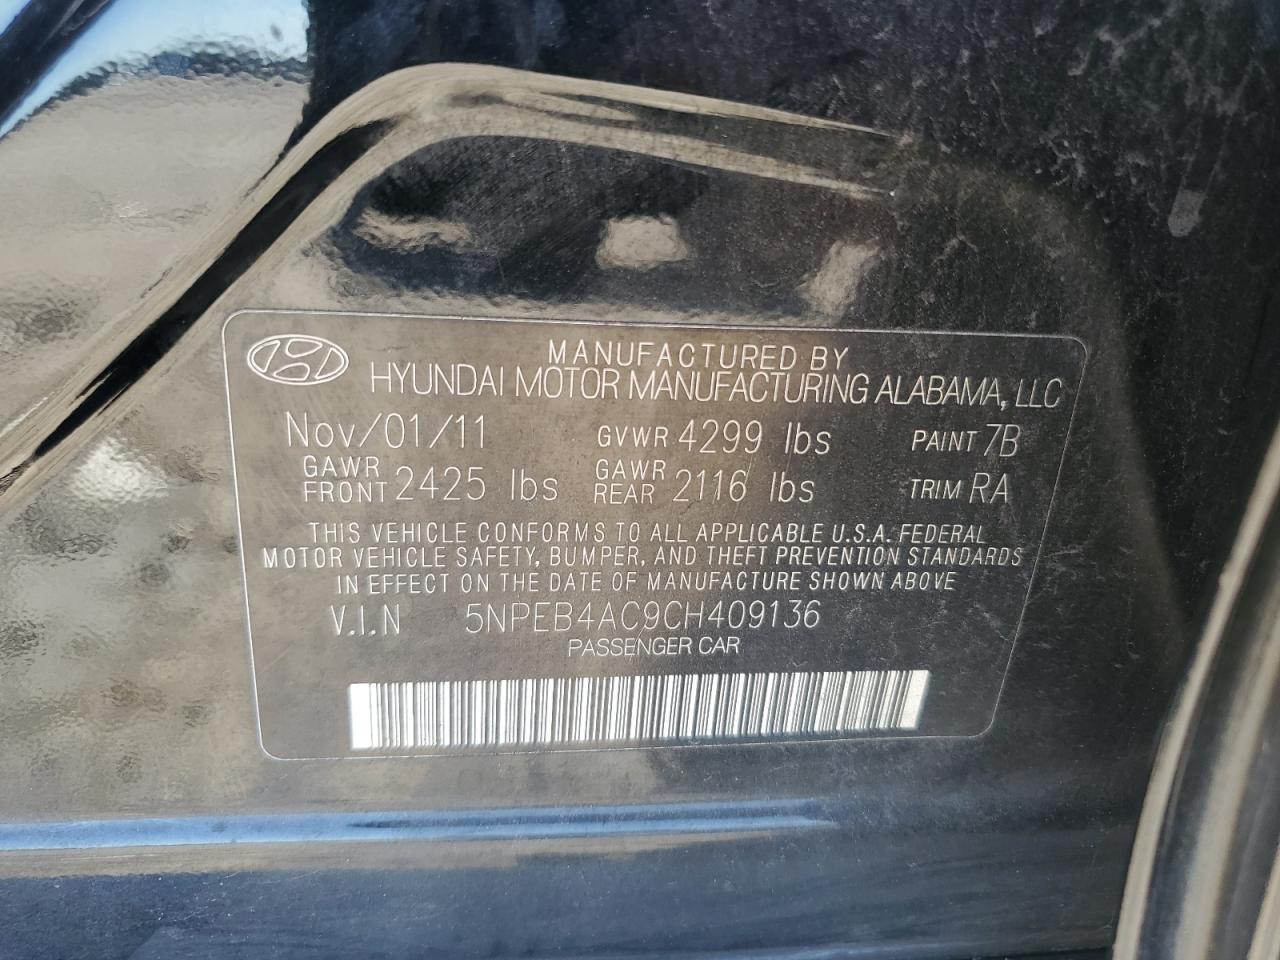 MANUFACTURED BY
HYUNDAI MOTOR MANUFACTURING ALABAMA, LLC
Nov/01/11 GVWR 4299 lbs PAINT 7B
GAWR FRONT 2425 lbs GAWR REAR 2116 lbs TRIM RA
THIS VEHICLE CONFORMS TO ALL APPLICABLE U.S.A. FEDERAL
MOTOR VEHICLE SAFETY, BUMPER, AND THEFT PREVENTION STANDARDS
IN EFFECT ON THE DATE OF MANUFACTURE SHOWN ABOVE
V.I.N 5NPEB4AC9CH409136
PASSENGER CAR